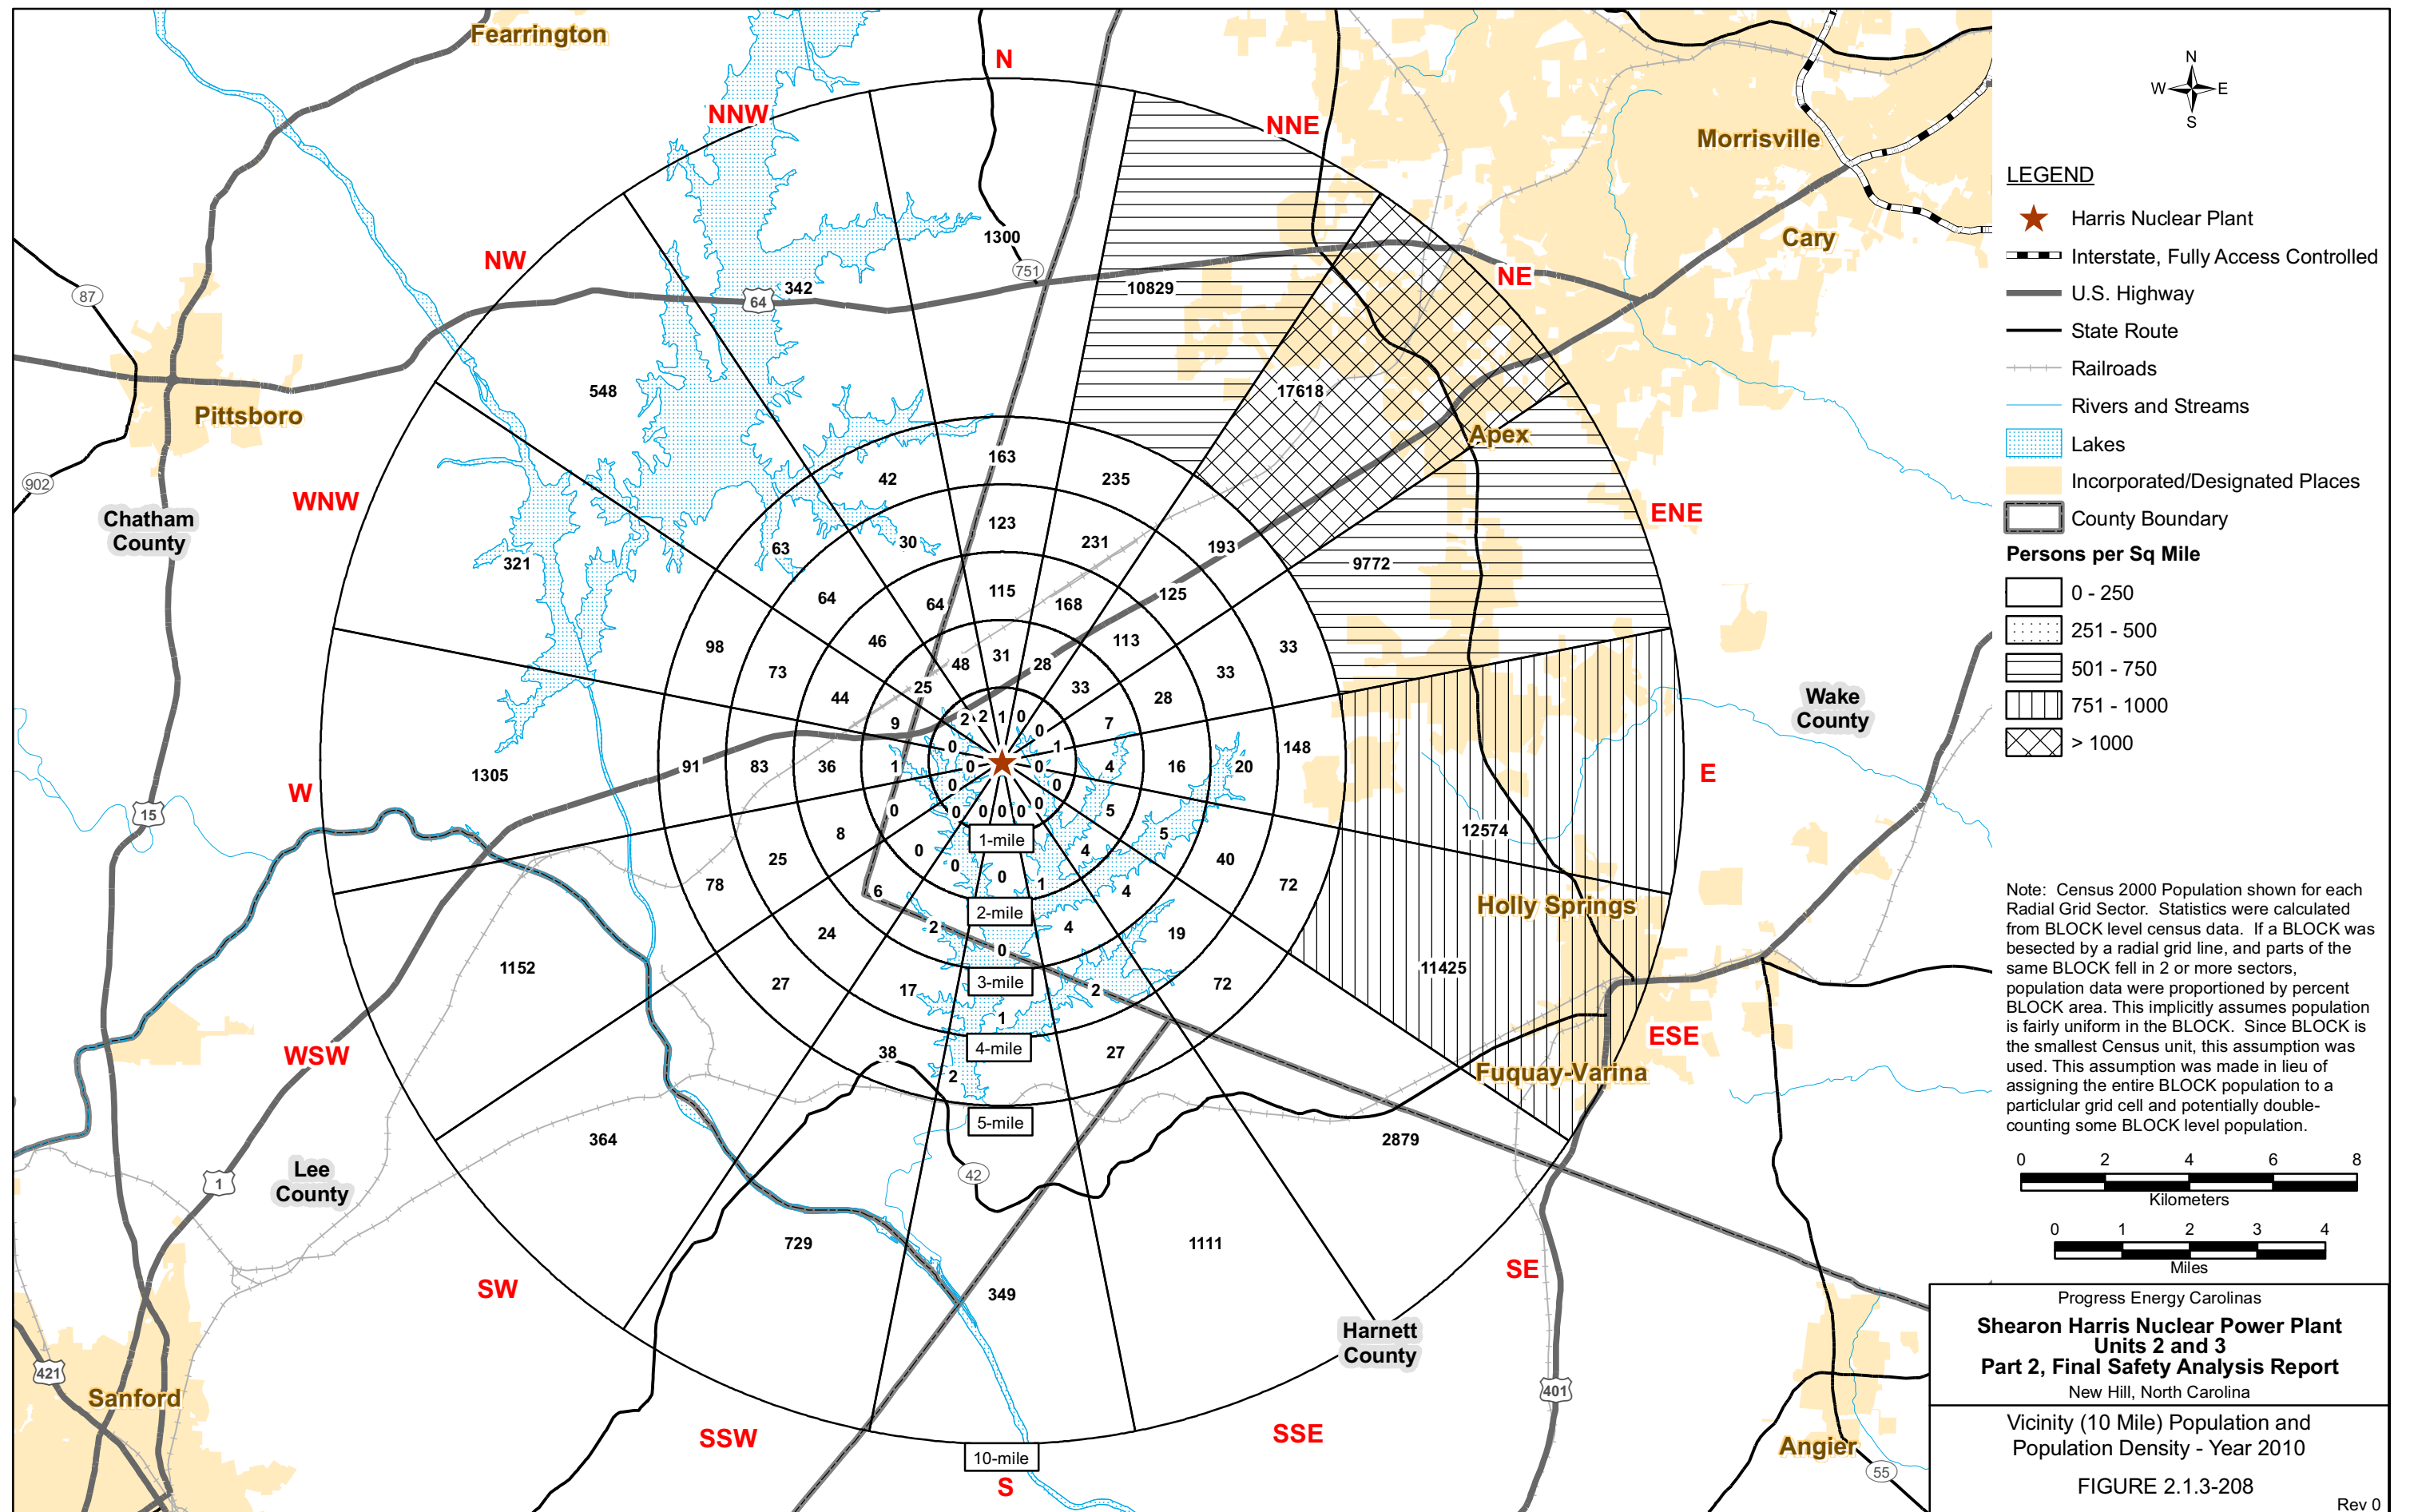 Fearrington
N
NNW
NNE
Morrisville
Cary
NW
NE
1300
751
342
64
10829
87
Pittsboro
548
17618
Apex
902
WNW
ENE
Chatham
County
163
42
235
123
30
231
193
63
321
9772
115
64
168
125
64
98
46
113
33
73
48
31
28
33
44
25
33
28
9
2
2
1
0
0
7
0
1
148
Wake
County
W
1305
91
83
36
1
0
0
4
16
20
E
0
0
15
0
0
0
0
0
0
5
8
5
12574
1-mile
25
0
0
4
40
78
0
1
72
6
4
Holly Springs
2-mile
24
2
4
19
0
1152
11425
27
17
3-mile
2
72
1
ESE
WSW
38
4-mile
27
2
Fuquay-Varina
5-mile
364
2879
42
Lee
County
1
729
1111
SE
SW
349
Harnett
County
421
Sanford
401
SSW
SSE
10-mile
S
Angier
55
N
W E
S
LEGEND
Harris Nuclear Plant
Interstate, Fully Access Controlled
U.S. Highway
State Route
Railroads
Rivers and Streams
Lakes
Incorporated/Designated Places
County Boundary
Persons per Sq Mile
0 - 250
251 - 500
501 - 750
751 - 1000
> 1000
Note: Census 2000 Population shown for each
Radial Grid Sector. Statistics were calculated
from BLOCK level census data. If a BLOCK was
besected by a radial grid line, and parts of the
same BLOCK fell in 2 or more sectors,
population data were proportioned by percent
BLOCK area. This implicitly assumes population
is fairly uniform in the BLOCK. Since BLOCK is
the smallest Census unit, this assumption was
used. This assumption was made in lieu of
assigning the entire BLOCK population to a
particlular grid cell and potentially double-
counting some BLOCK level population.
0 2 4 6 8
Kilometers
0 1 2 3 4
Miles
Progress Energy Carolinas
Shearon Harris Nuclear Power Plant
Units 2 and 3
Part 2, Final Safety Analysis Report
New Hill, North Carolina
Vicinity (10 Mile) Population and
Population Density - Year 2010
FIGURE 2.1.3-208
Rev 0